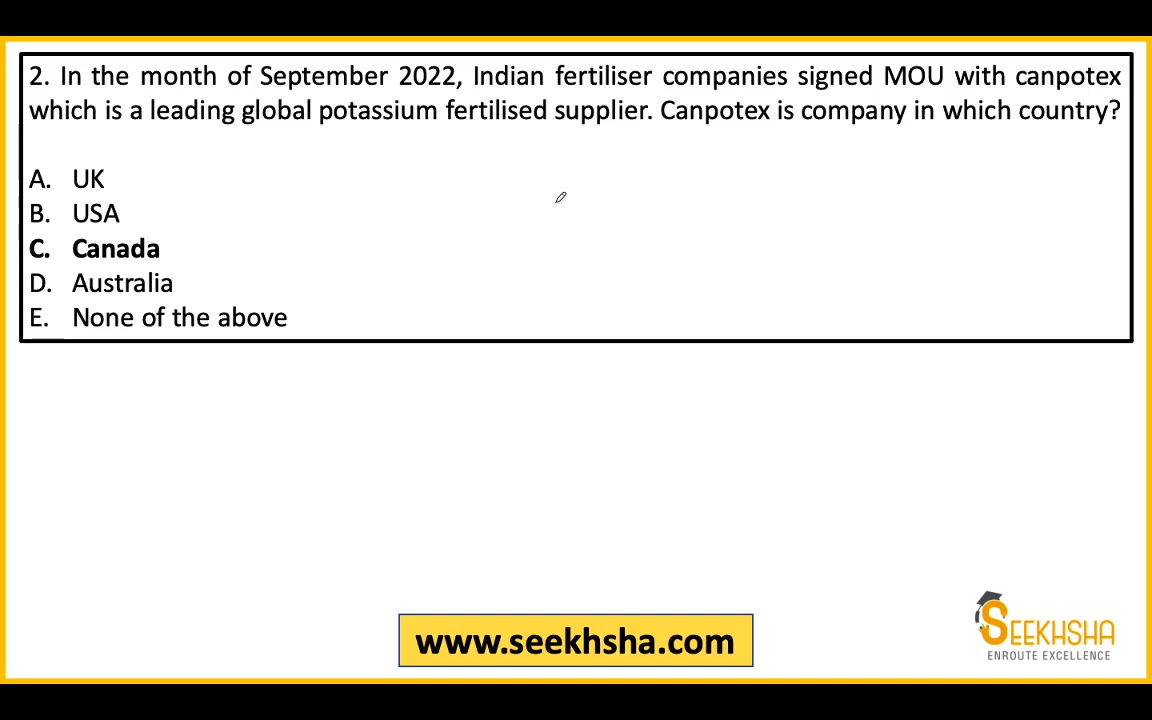 2. In the month of September 2022, Indian fertiliser companies signed MOU with canpotex
which is a leading global potassium fertilised supplier. Canpotex is company in which country?
A. UK
B. USA
C. Canada
D. Australia
E. None of the above
www.seekhsha.com
SEEKHSHA
ENROUTE EXCELLENCE